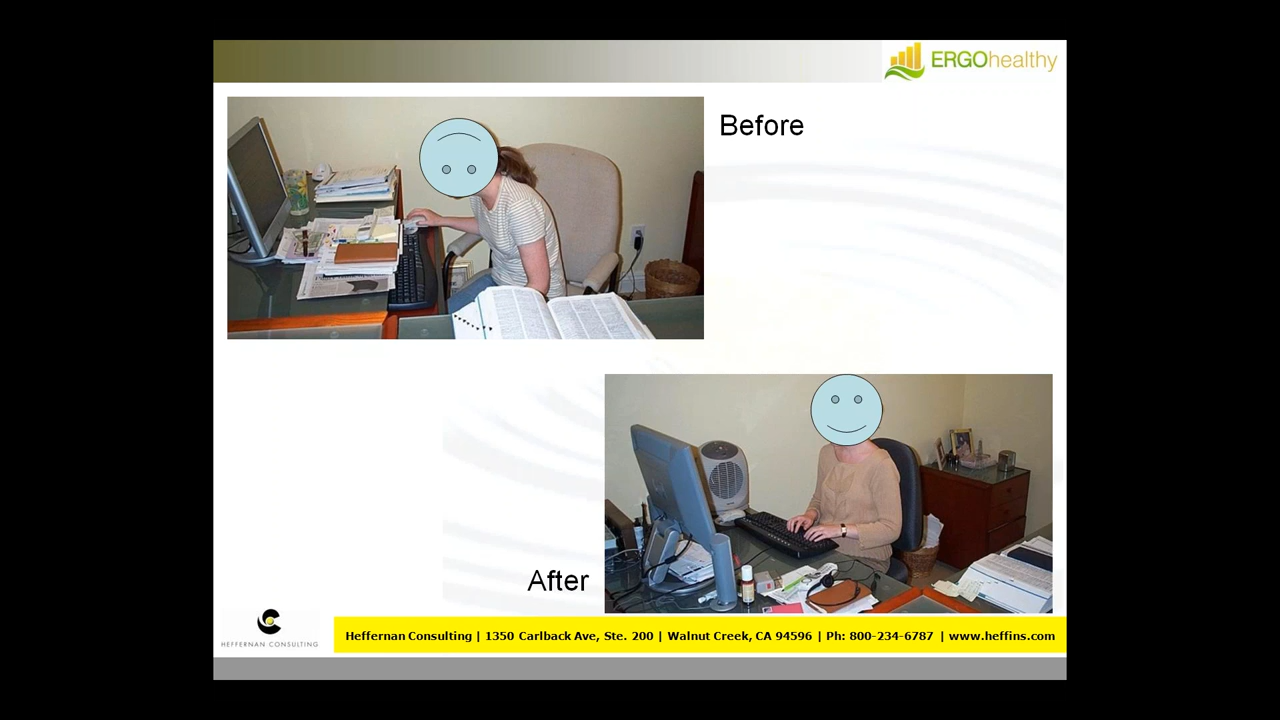 ERGOhealthy
Before
After
HEFFERNAN CONSULTING
Heffernan Consulting | 1350 Carlback Ave, Ste. 200 | Walnut Creek, CA 94596 | Ph: 800-234-6787 | www.heffins.com